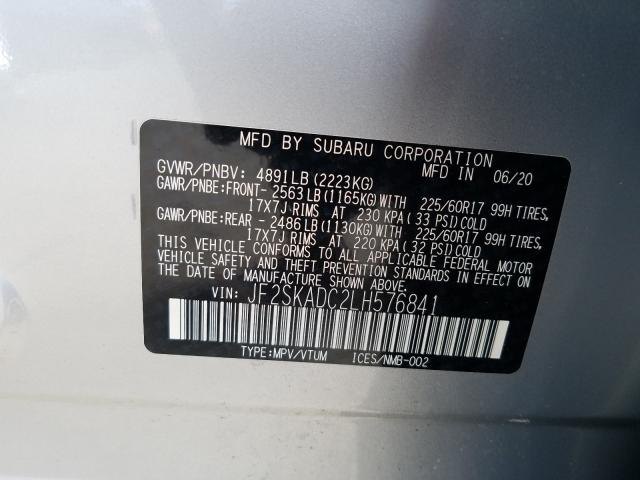 MFD BY SUBARU CORPORATION
GVWR/PNBV: 4891LB(2223KG) MFD IN 06/20
GAWR/PNBE:FRONT-2563LB(1165KG)WITH 225/60R17 99H TIRES,
17X7J RIMS AT 230 KPA(33 PSI)COLD
GAWR/PNBE:REAR -2486LB(1130KG)WITH 225/60R17 99H TIRES,
17X7J RIMS AT 220 KPA(32 PSI)COLD
THIS VEHICLE CONFORMS TO ALL APPLICABLE FEDERAL MOTOR
VEHICLE SAFETY AND THEFT PREVENTION STANDARDS IN EFFECT ON
THE DATE OF MANUFACTURE SHOWN ABOVE.
VIN: JF2SKADC2LH576841
TYPE:MPV/VTUM ICES/NMB-002